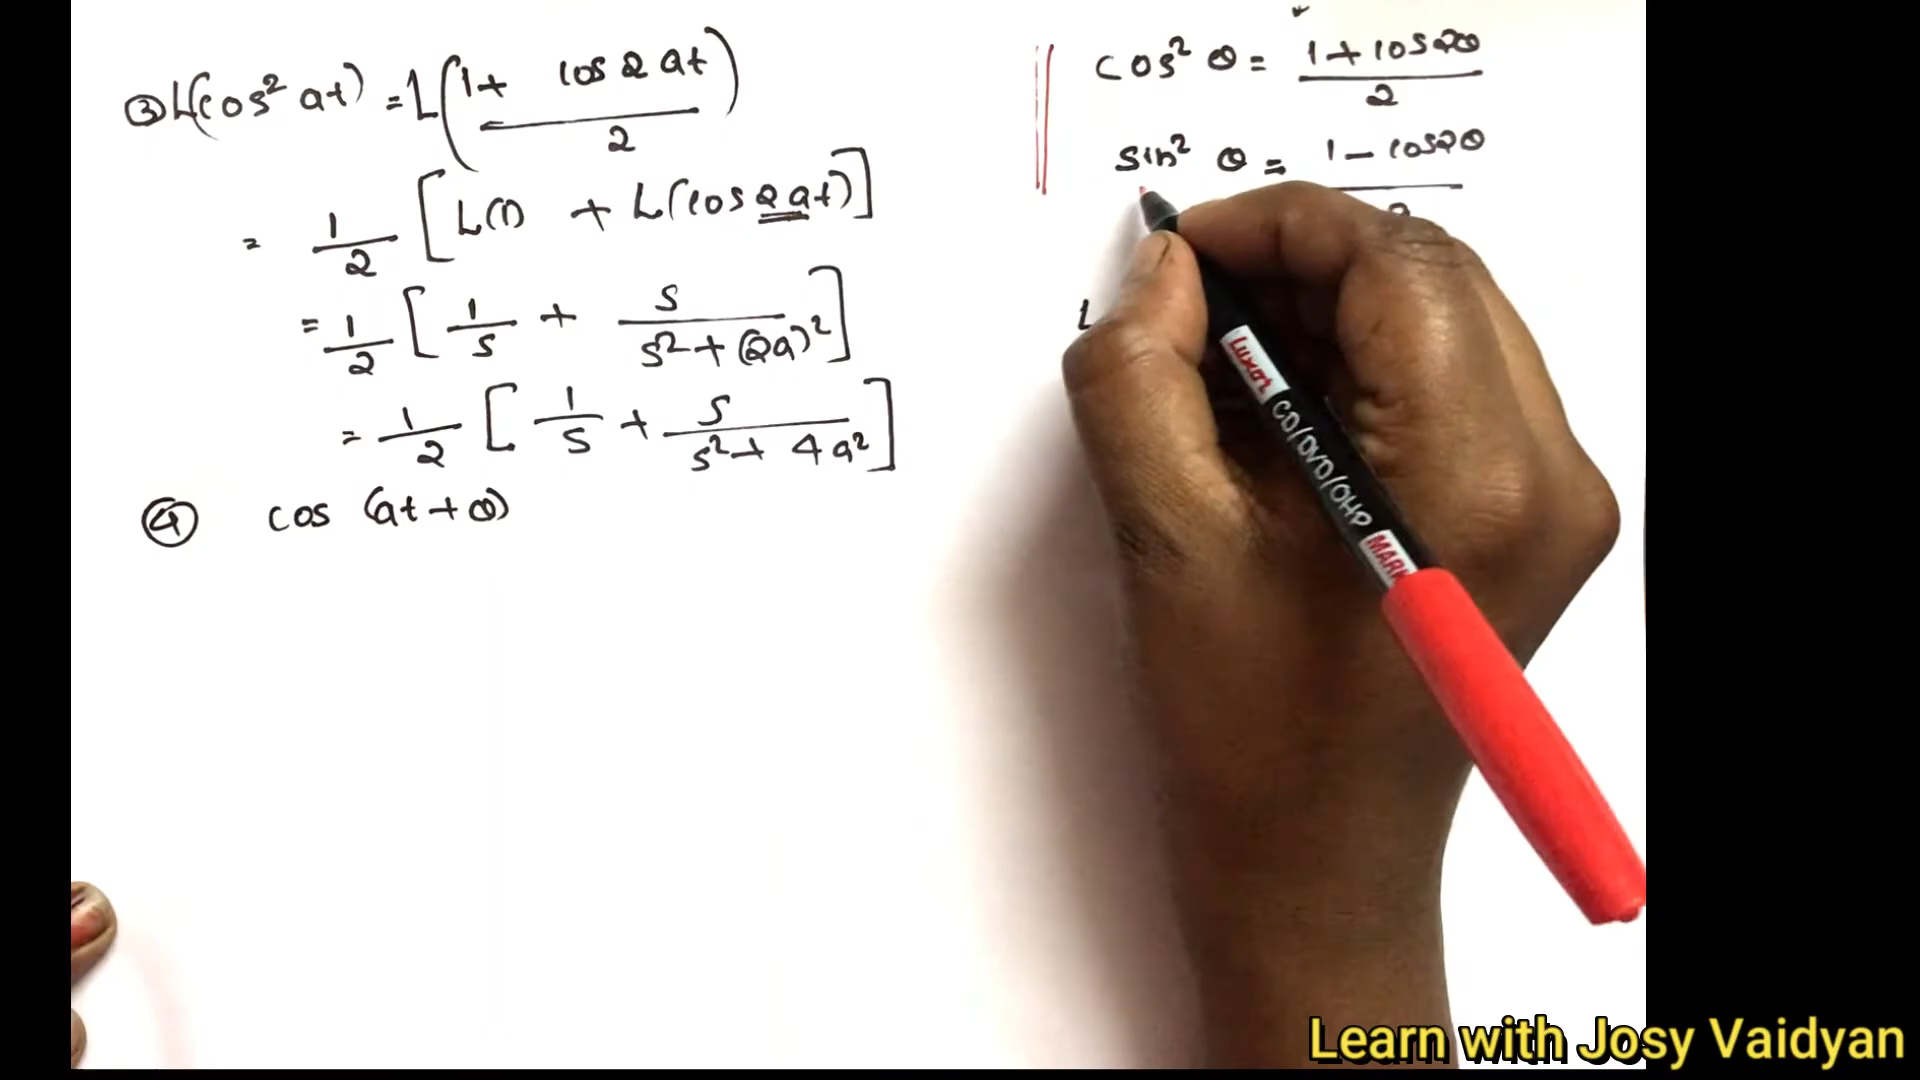 ③ L(cos² at) = L(1 + cos 2 at / 2)
= 1/2 [L(1) + L(cos 2at)]
= 1/2 [1/s + s/s² + (2a)²]
= 1/2 [1/s + s/s² + 4a²]
④ cos (at + θ)
cos² θ = 1 + cos2θ / 2
sin² θ = 1 - cos2θ
L
Luxor CD/DVD/OHP MARK
Learn with Josy Vaidyan